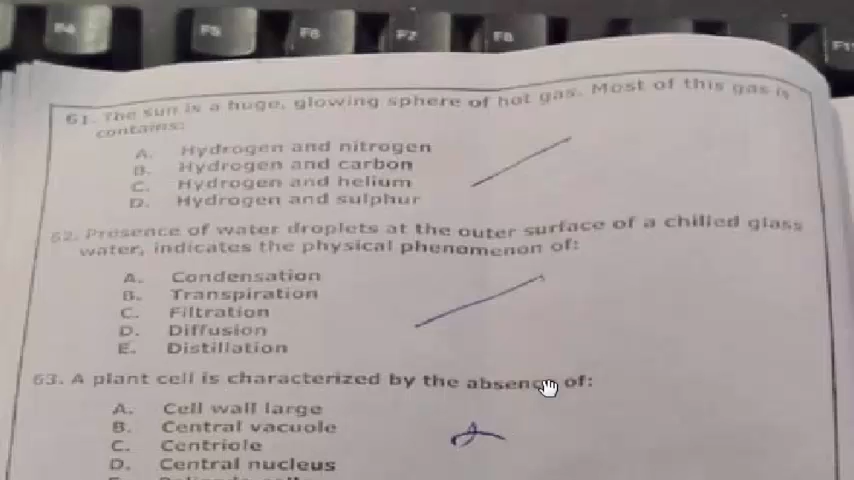 F4 F5 F6 F7 F8 F11
61. The sun is a huge, glowing sphere of hot gas. Most of this gas is
contains:
A. Hydrogen and nitrogen
B. Hydrogen and carbon
C. Hydrogen and helium
D. Hydrogen and sulphur
62. Presence of water droplets at the outer surface of a chilled glass
water, indicates the physical phenomenon of:
A. Condensation
B. Transpiration
C. Filtration
D. Diffusion
E. Distillation
63. A plant cell is characterized by the absence of:
A. Cell wall large
B. Central vacuole
C. Centriole
D. Central nucleus